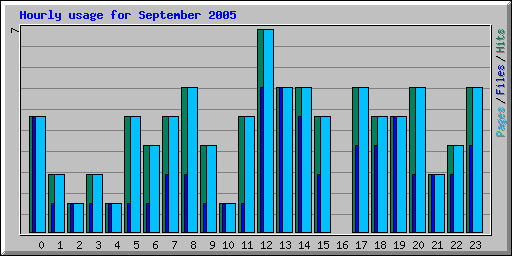 Hourly usage for September 2005
7
Pages/Files/Hits
0 1 2 3 4 5 6 7 8 9 10 11 12 13 14 15 16 17 18 19 20 21 22 23